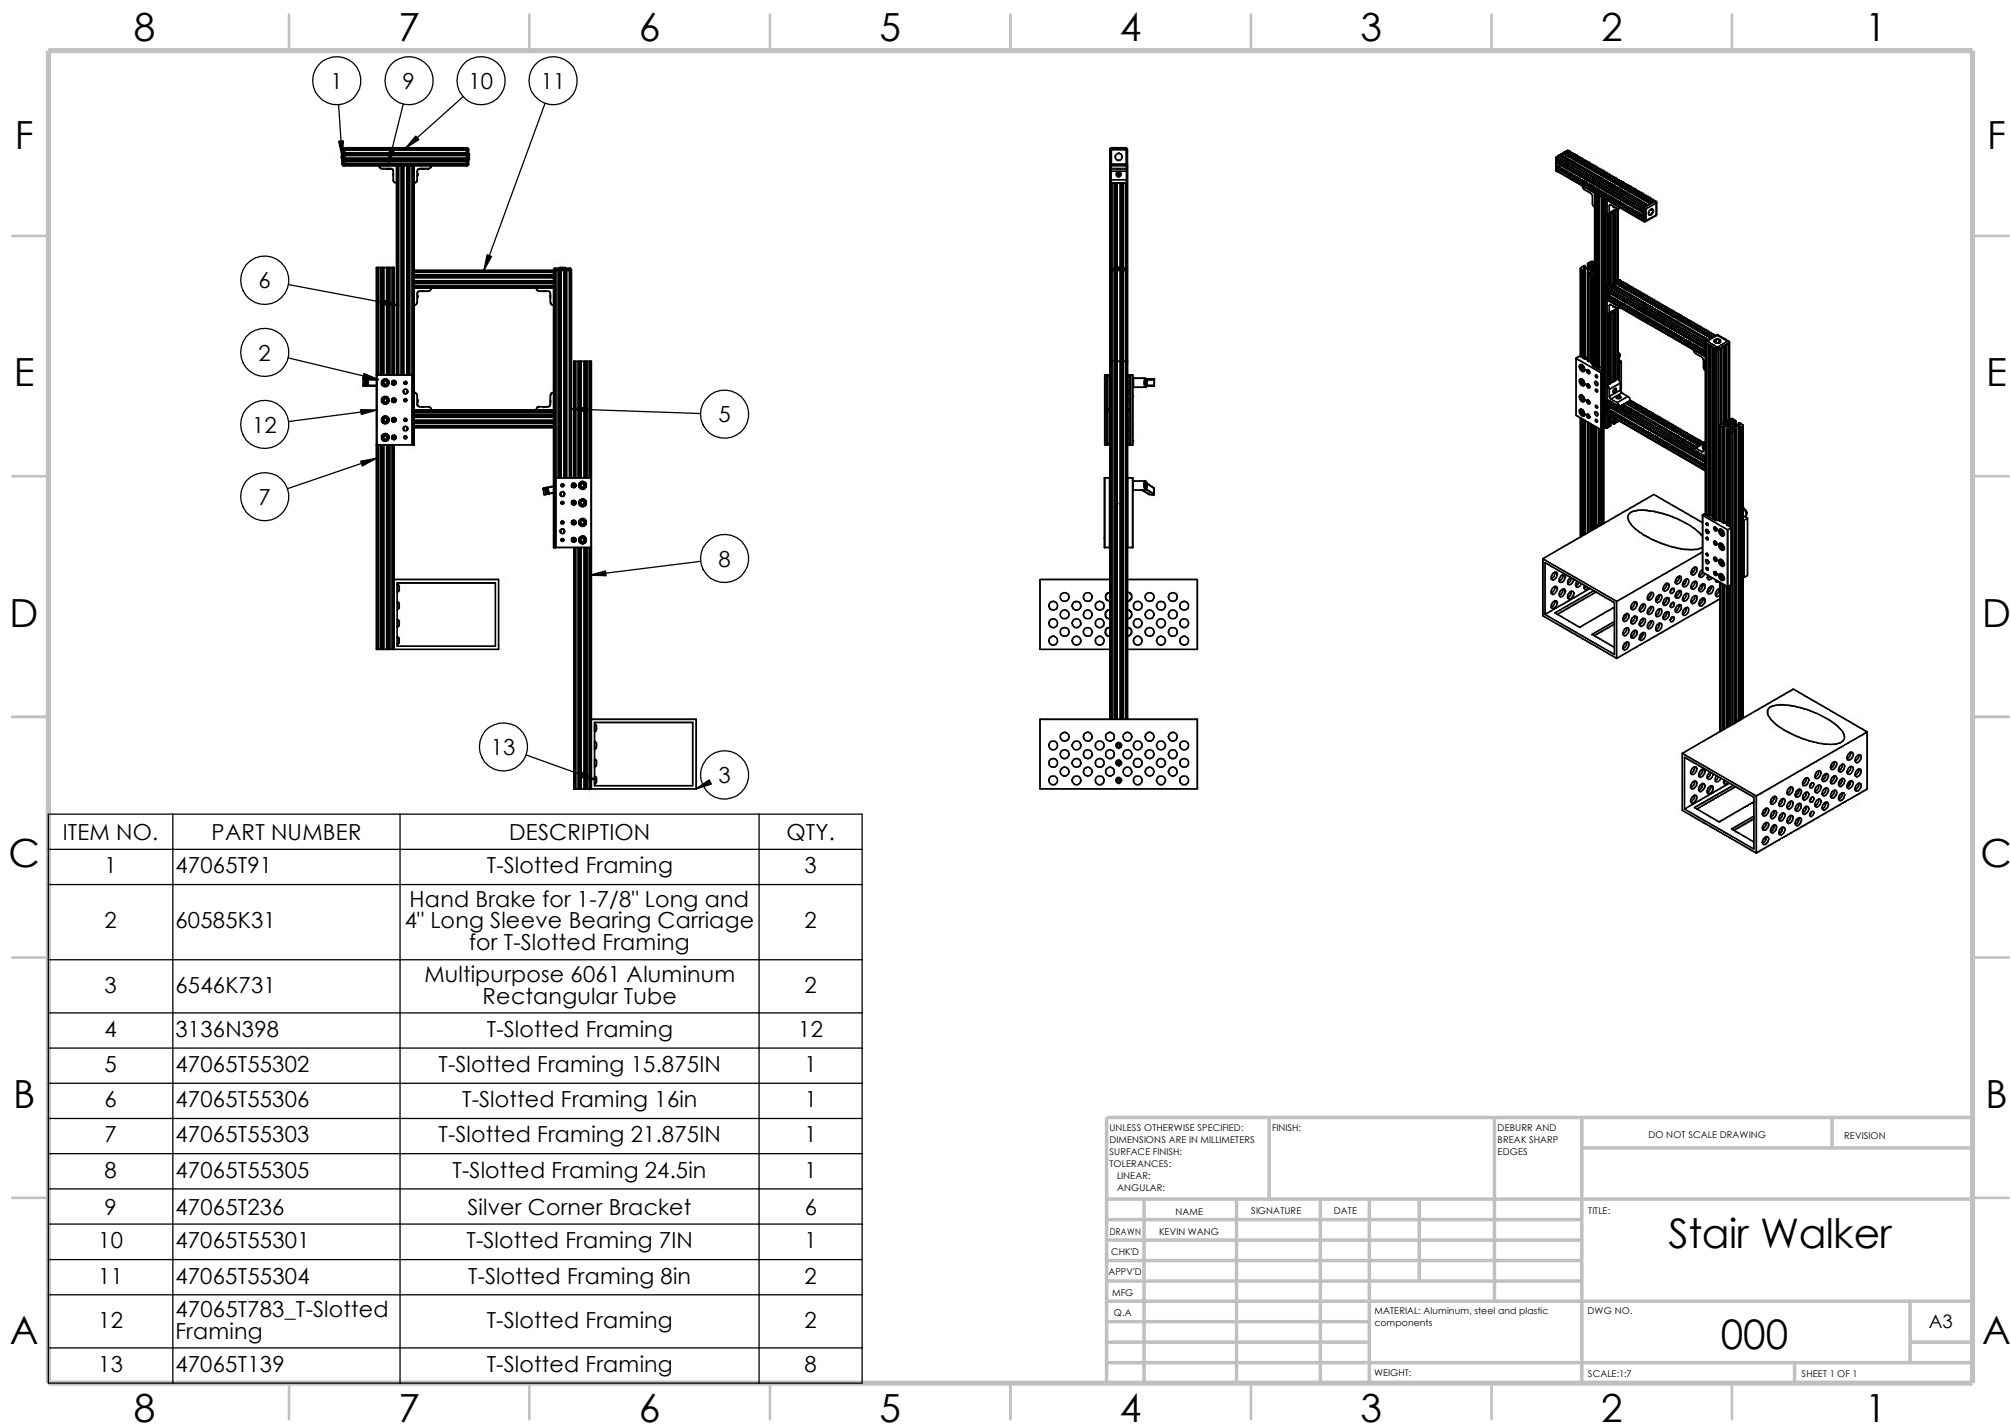 8 7 6 5 4 3 2 1
F F
E E
D D
C C
B B
A A
1 9 10 11
6
2
12
7
5
8
13
3
ITEM NO. PART NUMBER DESCRIPTION QTY.
1 47065T91 T-Slotted Framing 3
2 60585K31 Hand Brake for 1-7/8" Long and
4" Long Sleeve Bearing Carriage
for T-Slotted Framing 2
3 6546K731 Multipurpose 6061 Aluminum
Rectangular Tube 2
4 3136N398 T-Slotted Framing 12
5 47065T55302 T-Slotted Framing 15.875IN 1
6 47065T55306 T-Slotted Framing 16in 1
7 47065T55303 T-Slotted Framing 21.875IN 1
8 47065T55305 T-Slotted Framing 24.5in 1
9 47065T236 Silver Corner Bracket 6
10 47065T55301 T-Slotted Framing 7IN 1
11 47065T55304 T-Slotted Framing 8in 2
12 47065T783_T-Slotted
Framing T-Slotted Framing 2
13 47065T139 T-Slotted Framing 8
UNLESS OTHERWISE SPECIFIED:
DIMENSIONS ARE IN MILLIMETERS
SURFACE FINISH:
TOLERANCES:
LINEAR:
ANGULAR:
FINISH:
DEBURR AND
BREAK SHARP
EDGES
DO NOT SCALE DRAWING
REVISION
NAME SIGNATURE DATE
DRAWN KEVIN WANG
CHK'D
APPV'D
MFG
Q.A
MATERIAL: Aluminum, steel and plastic
components
WEIGHT:
TITLE:
Stair Walker
DWG NO.
000
A3
SCALE:1:7
SHEET 1 OF 1
8 7 6 5 4 3 2 1